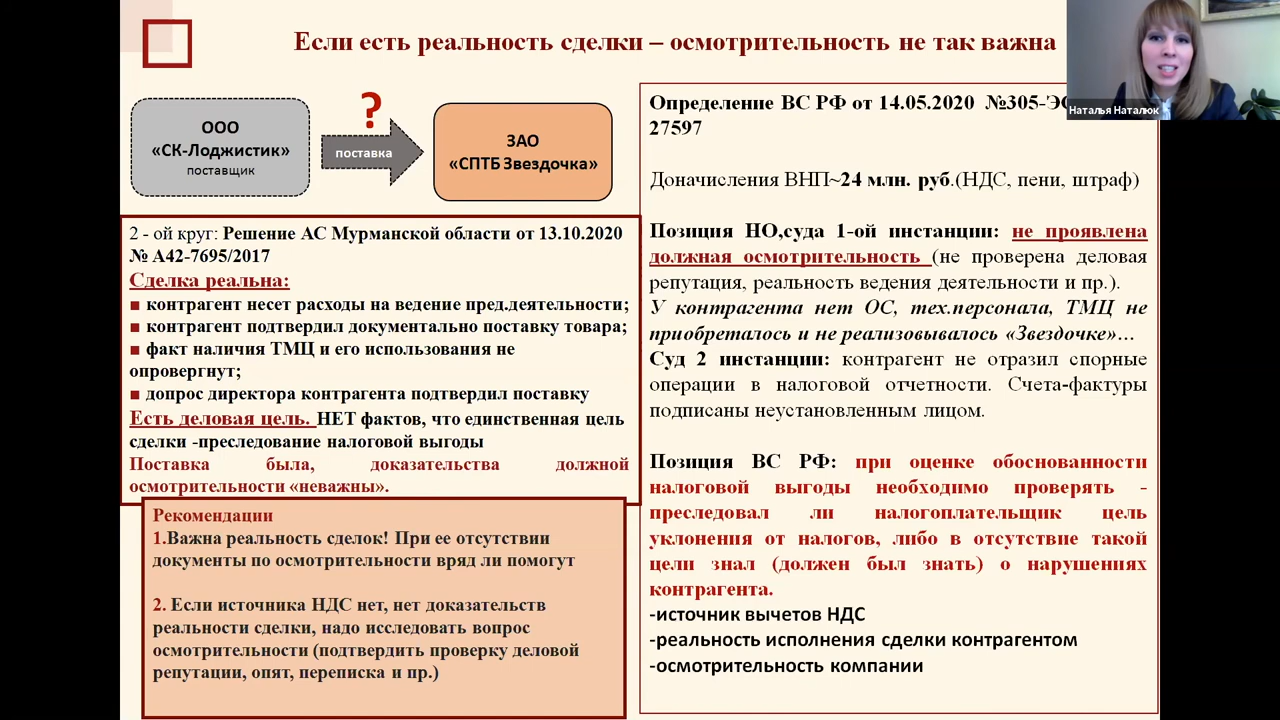 Если есть реальность сделки – осмотрительность не так важна
Наталья Наталюк
ООО
«СК-Лоджистик»
поставщик
?
поставка
ЗАО
«СПТБ Звездочка»
2 - ой круг: Решение АС Мурманской области от 13.10.2020
№ А42-7695/2017
Сделка реальна:
■ контрагент несет расходы на ведение пред.деятельности;
■ контрагент подтвердил документально поставку товара;
■ факт наличия ТМЦ и его использования не
опровергнут;
■ допрос директора контрагента подтвердил поставку
Есть деловая цель. НЕТ фактов, что единственная цель
сделки -преследование налоговой выгоды
Поставка была, доказательства должной
осмотрительности «неважны».
Рекомендации
1.Важна реальность сделок! При ее отсутствии
документы по осмотрительности вряд ли помогут
2. Если источника НДС нет, нет доказательств
реальности сделки, надо исследовать вопрос
осмотрительности (подтвердить проверку деловой
репутации, опят, переписка и пр.)
Определение ВС РФ от 14.05.2020 №305-Э
27597
Доначисления ВНП~24 млн. руб.(НДС, пени, штраф)
Позиция НО,суда 1-ой инстанции: не проявлена
должная осмотрительность (не проверена деловая
репутация, реальность ведения деятельности и пр.).
У контрагента нет ОС, тех.персонала, ТМЦ не
приобреталось и не реализовывалось «Звездочке»…
Суд 2 инстанции: контрагент не отразил спорные
операции в налоговой отчетности. Счета-фактуры
подписаны неустановленным лицом.
Позиция ВС РФ: при оценке обоснованности
налоговой выгоды необходимо проверять -
преследовал ли налогоплательщик цель
уклонения от налогов, либо в отсутствие такой
цели знал (должен был знать) о нарушениях
контрагента.
-источник вычетов НДС
-реальность исполнения сделки контрагентом
-осмотрительность компании